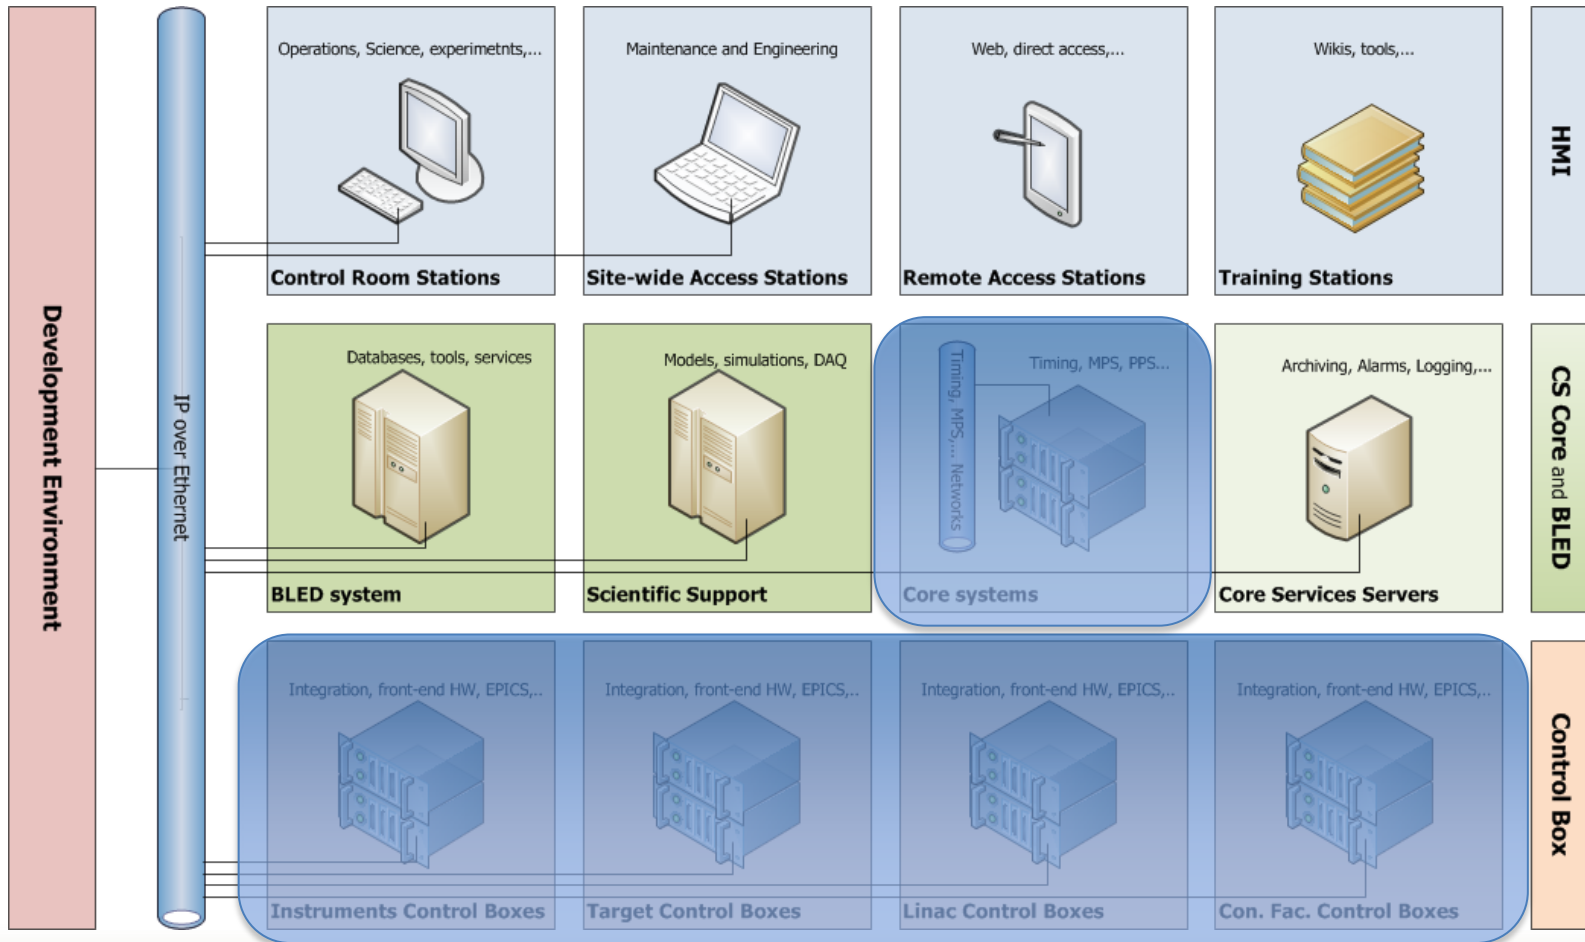 Development Environment
IP over Ethernet
Operations, Science, experimetnts,...
Control Room Stations
Maintenance and Engineering
Site-wide Access Stations
Web, direct access,...
Remote Access Stations
Wikis, tools,...
Training Stations
HMI
Databases, tools, services
BLED system
Models, simulations, DAQ
Scientific Support
Timing, MPS,... Networks
Timing, MPS, PPS...
Core systems
Archiving, Alarms, Logging,...
Core Services Servers
CS Core and BLED
Integration, front-end HW, EPICS,..
Instruments Control Boxes
Integration, front-end HW, EPICS,..
Target Control Boxes
Integration, front-end HW, EPICS,..
Linac Control Boxes
Integration, front-end HW, EPICS,..
Con. Fac. Control Boxes
Control Box